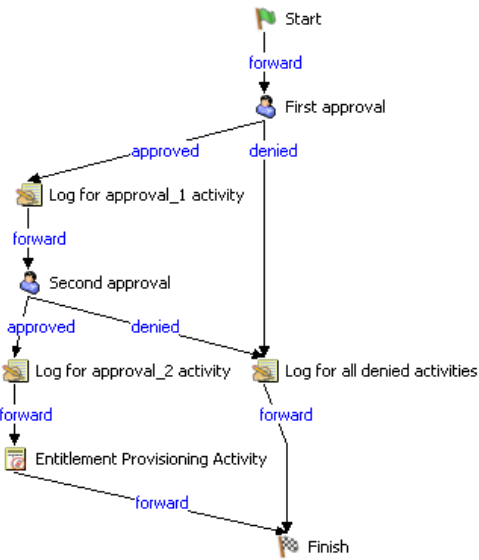 Start
forward
First approval
approved
denied
Log for approval_1 activity
forward
Second approval
approved
denied
Log for approval_2 activity
Log for all denied activities
forward
forward
Entitlement Provisioning Activity
forward
Finish